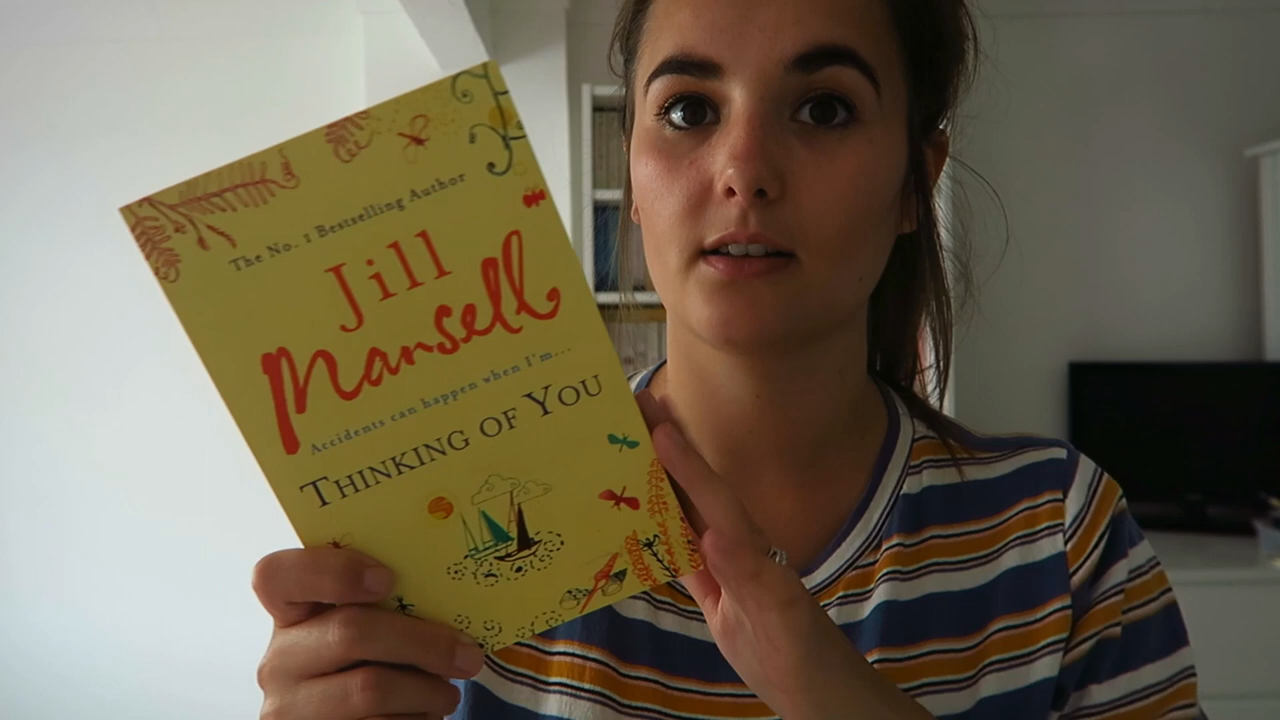 The No. 1 Bestselling Author
Jill
Mansell
Accidents can happen when I'm...
THINKING OF YOU